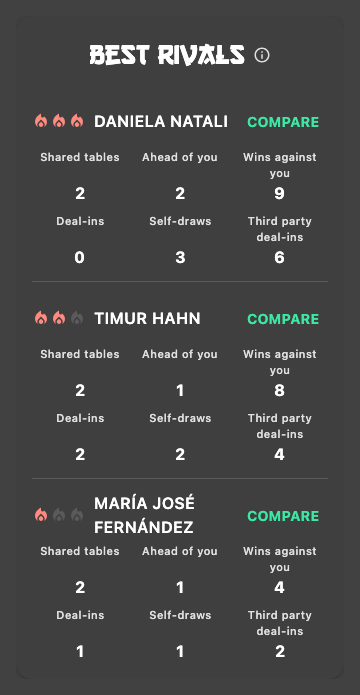 BEST RIVALS
DANIELA NATALI COMPARE
Shared tables Ahead of you Wins against
you
2 2 9
Deal-ins Self-draws Third party
deal-ins
0 3 6
TIMUR HAHN COMPARE
Shared tables Ahead of you Wins against
you
2 1 8
Deal-ins Self-draws Third party
deal-ins
2 2 4
MARÍA JOSÉ
FERNÁNDEZ COMPARE
Shared tables Ahead of you Wins against
you
2 1 4
Deal-ins Self-draws Third party
deal-ins
1 1 2